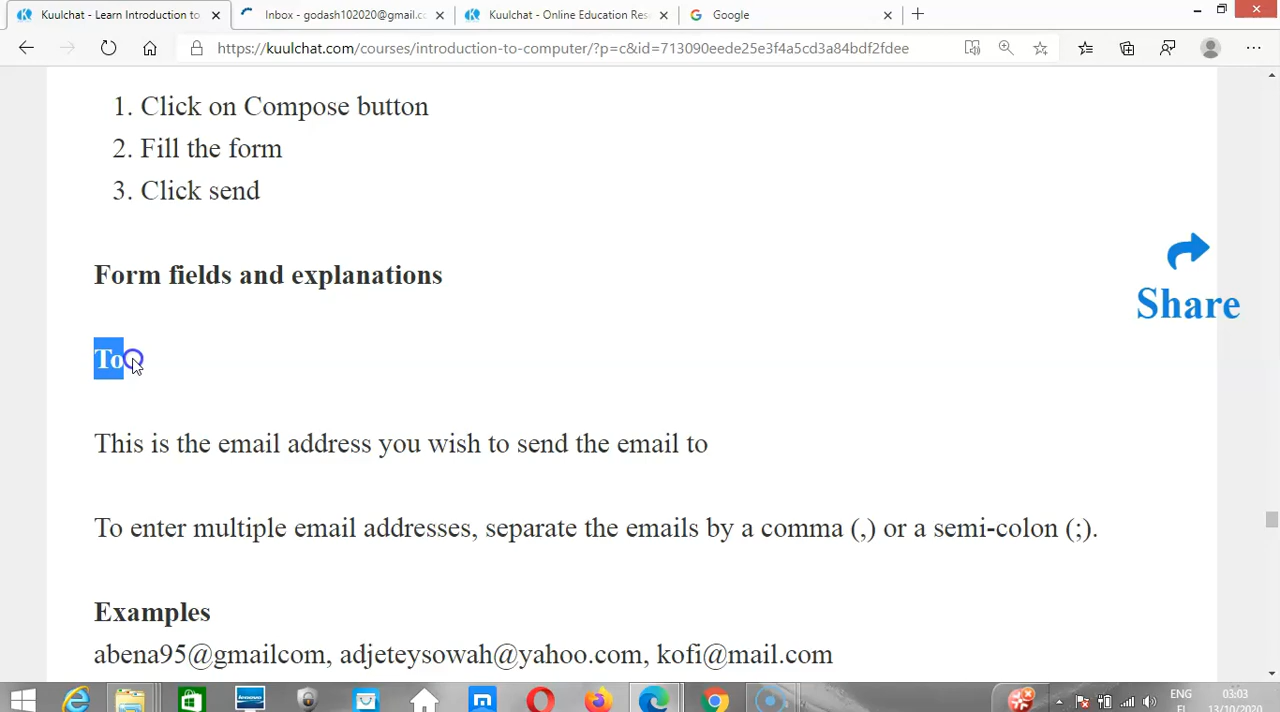 Kuulchat - Learn Introduction to
Inbox - godash102020@gmail.c
Kuulchat - Online Education Res
Google
https://kuulchat.com/courses/introduction-to-computer/?p=c&id=713090eede25e3f4a5cd3a84bdf2fdee
1. Click on Compose button
2. Fill the form
3. Click send
Form fields and explanations
Share
To
This is the email address you wish to send the email to
To enter multiple email addresses, separate the emails by a comma (,) or a semi-colon (;).
Examples
abena95@gmailcom, adjeteysowah@yahoo.com, kofi@mail.com
ENG
03:03
13/10/2020